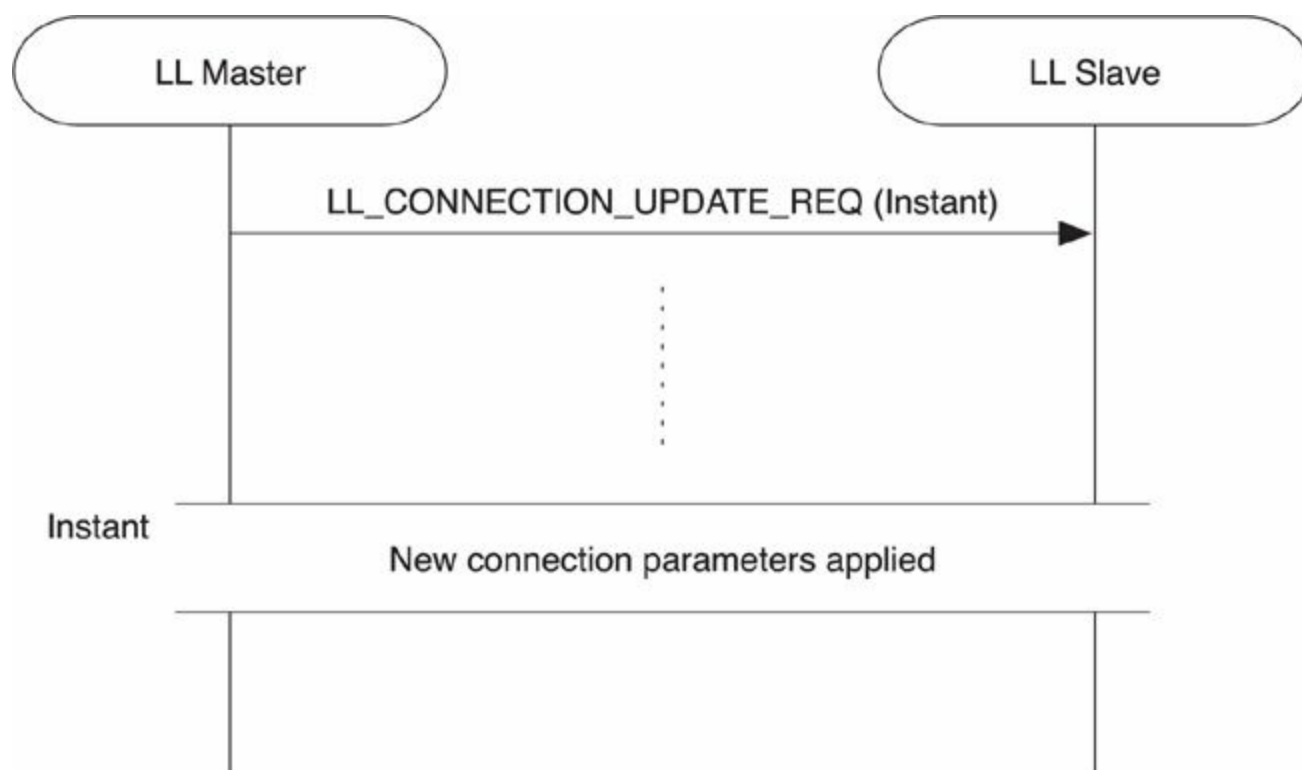 LL Master
LL Slave
LL_CONNECTION_UPDATE_REQ (Instant)
Instant
New connection parameters applied